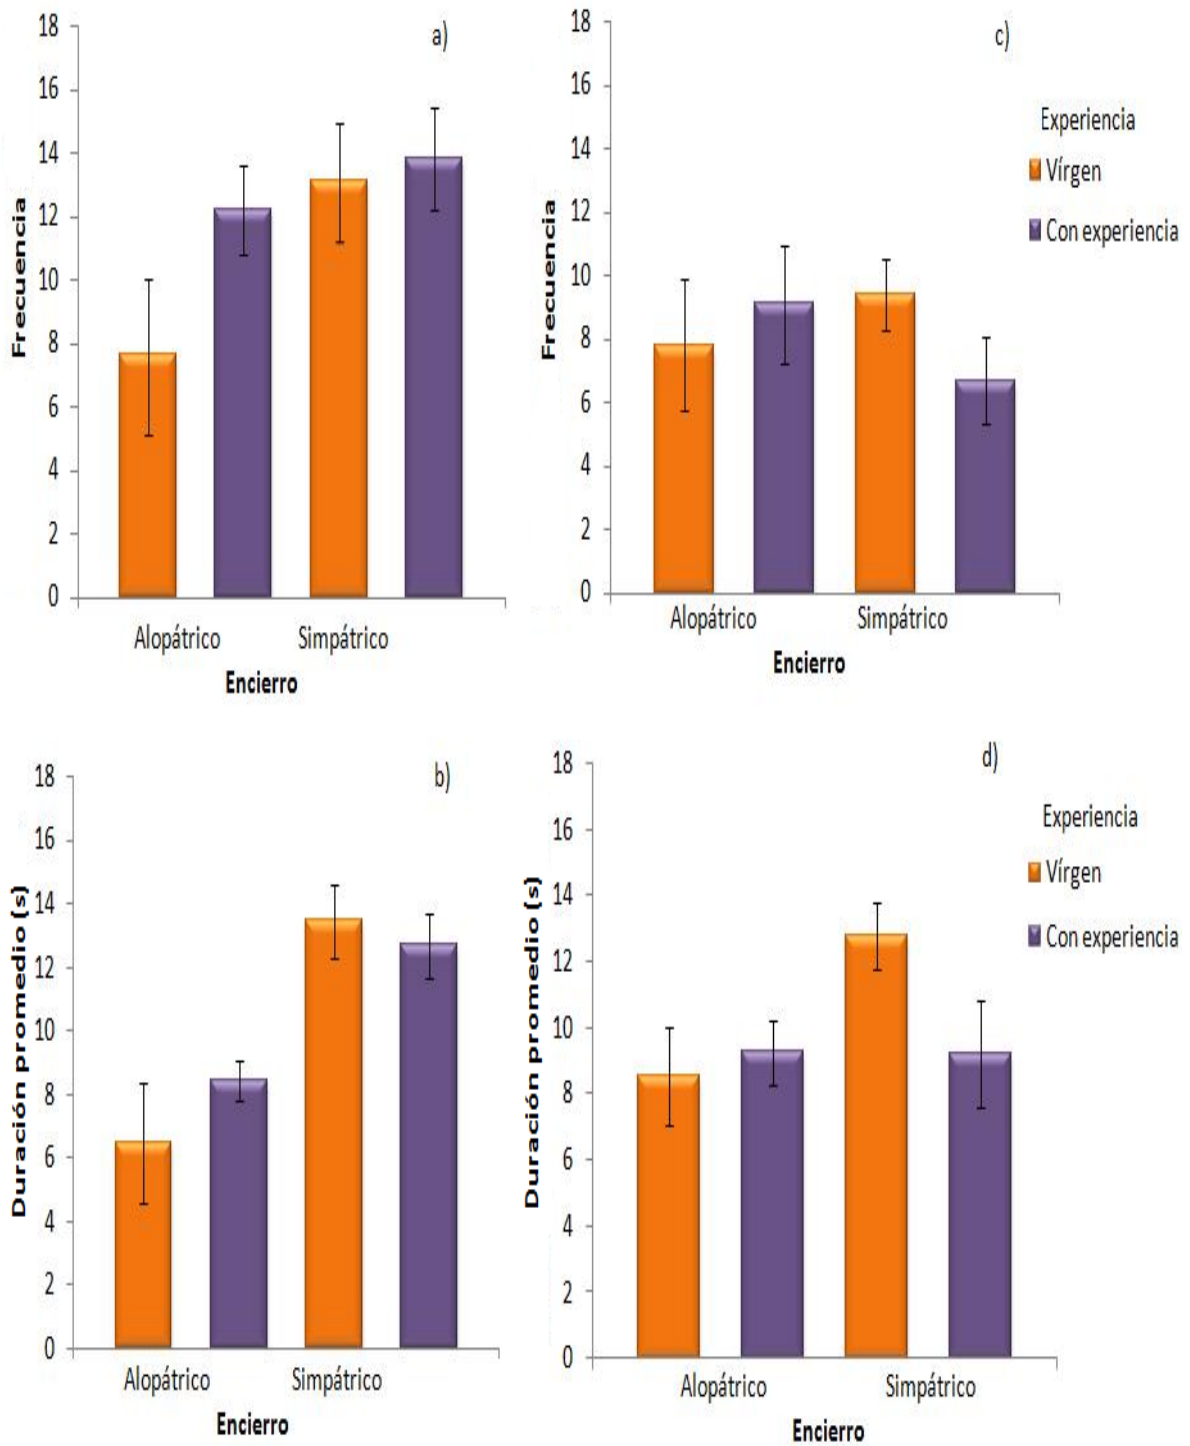 a)
18
16
14
12
10
8
6
4
2
0
Frecuencia
Alopátrico
Simpátrico
Encierro
c)
18
16
14
12
10
8
6
4
2
0
Frecuencia
Alopátrico
Simpátrico
Encierro
Experiencia
Vírgen
Con experiencia
b)
18
16
14
12
10
8
6
4
2
0
Duración promedio (s)
Alopátrico
Simpátrico
Encierro
d)
18
16
14
12
10
8
6
4
2
0
Duración promedio (s)
Alopátrico
Simpátrico
Encierro
Experiencia
Vírgen
Con experiencia